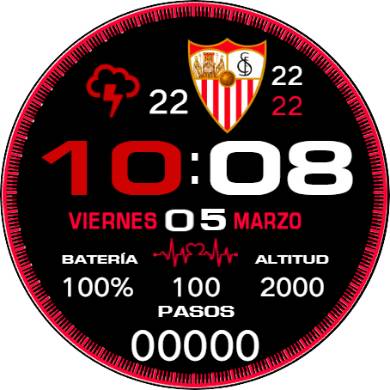 22
22
22
10:08
VIERNES 05 MARZO
BATERÍA ALTITUD
100% 100 2000
PASOS
00000